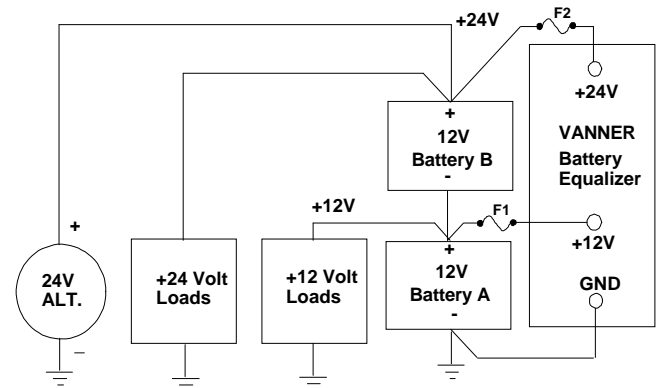 +24V
F2
+24V
VANNER
Battery
Equalizer
+
12V
Battery B
-
+12V
F1
+12V
+
24V
ALT.
–
+24 Volt
Loads
+12 Volt
Loads
+
12V
Battery A
-
GND